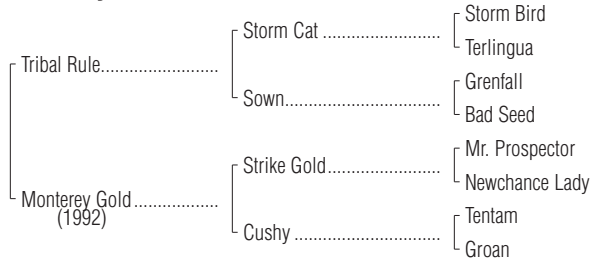 Storm Bird
Storm Cat ..............................
Terlingua
Tribal Rule..............................
Grenfall
Sown........................................
Bad Seed
Mr. Prospector
Strike Gold.............................
Newchance Lady
Monterey Gold......................
(1992)
Tentam
Cushy .....................................
Groan